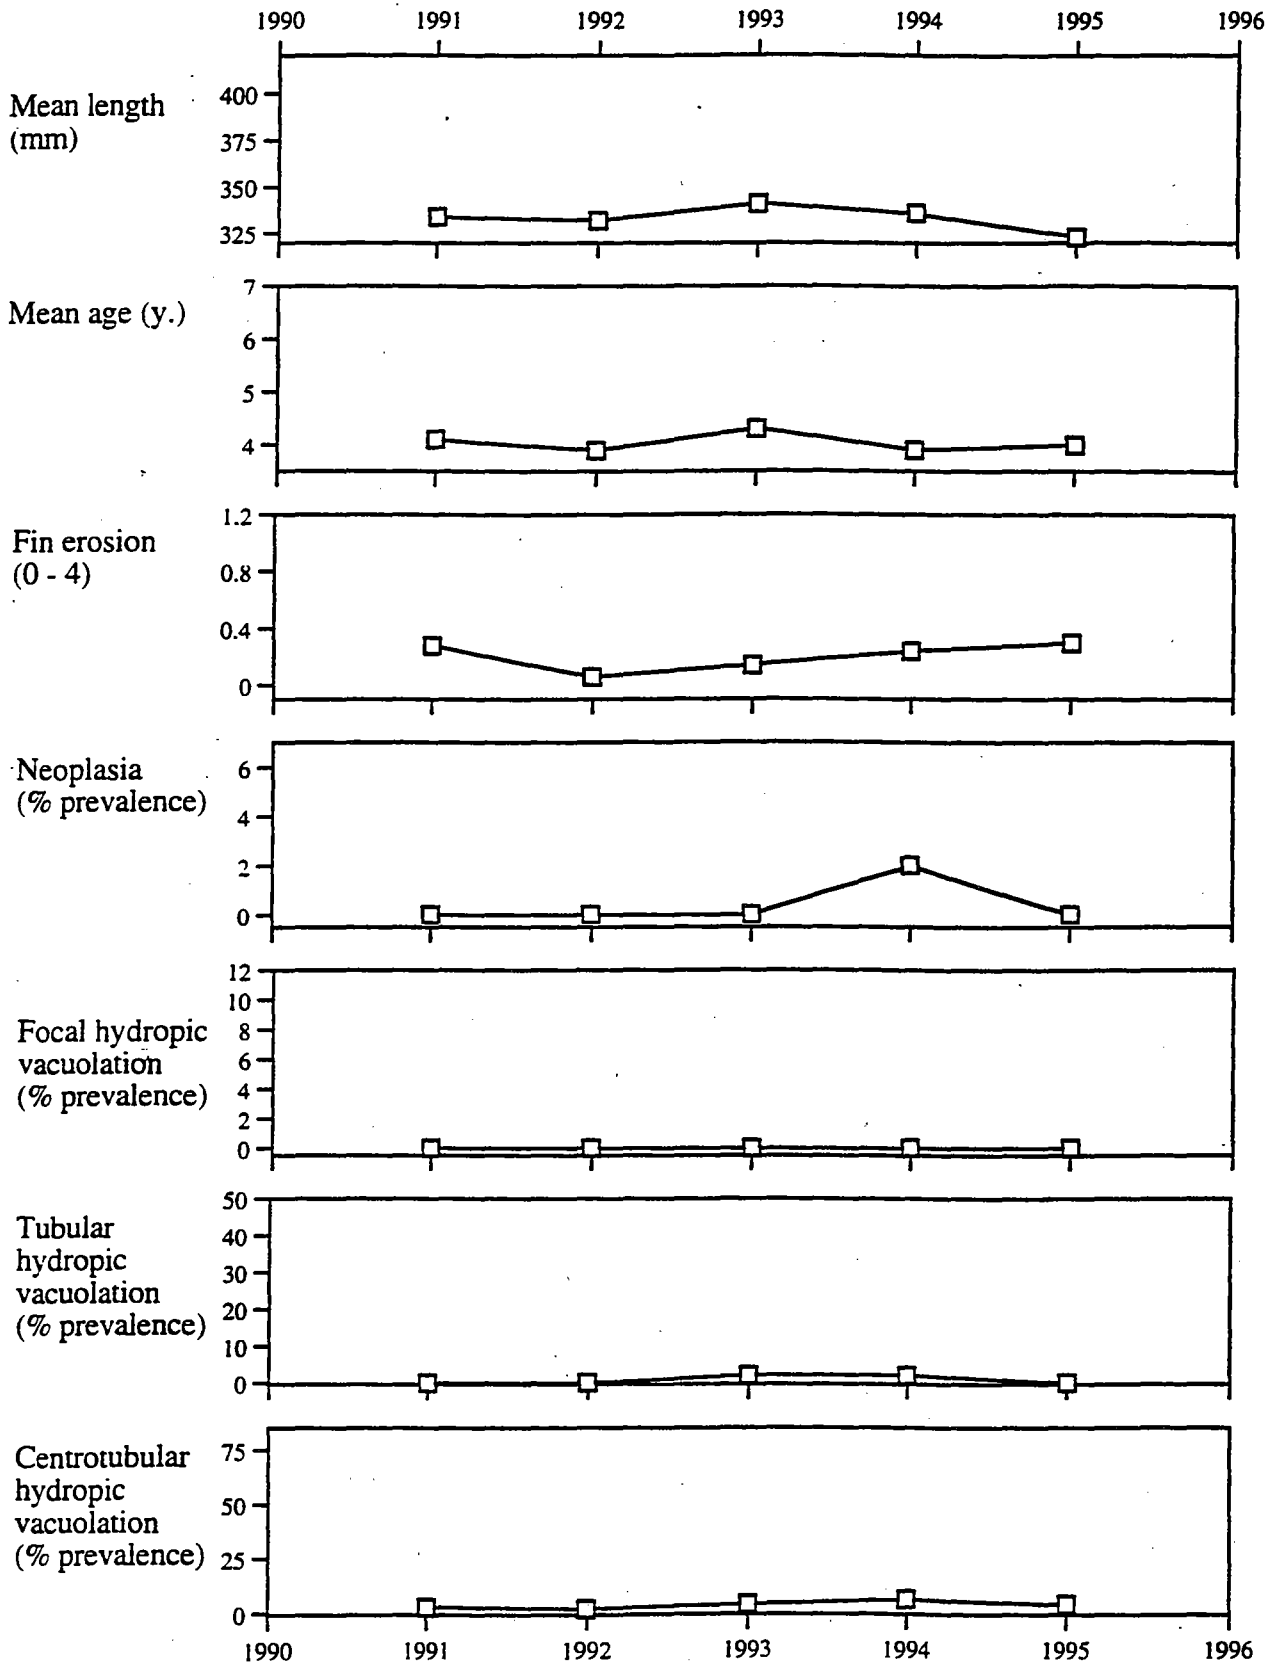 1990 1991 1992 1993 1994 1995 1996
Mean length
(mm)
400
375
350
325
Mean age (y.)
7
6
5
4
Fin erosion
(0 - 4)
1.2
0.8
0.4
0
Neoplasia
(% prevalence)
6
4
2
0
Focal hydropic
vacuolation
(% prevalence)
12
10
8
6
4
2
0
Tubular
hydropic
vacuolation
(% prevalence)
50
40
30
20
10
0
Centrotubular
hydropic
vacuolation
(% prevalence)
75
50
25
0
1990 1991 1992 1993 1994 1995 1996